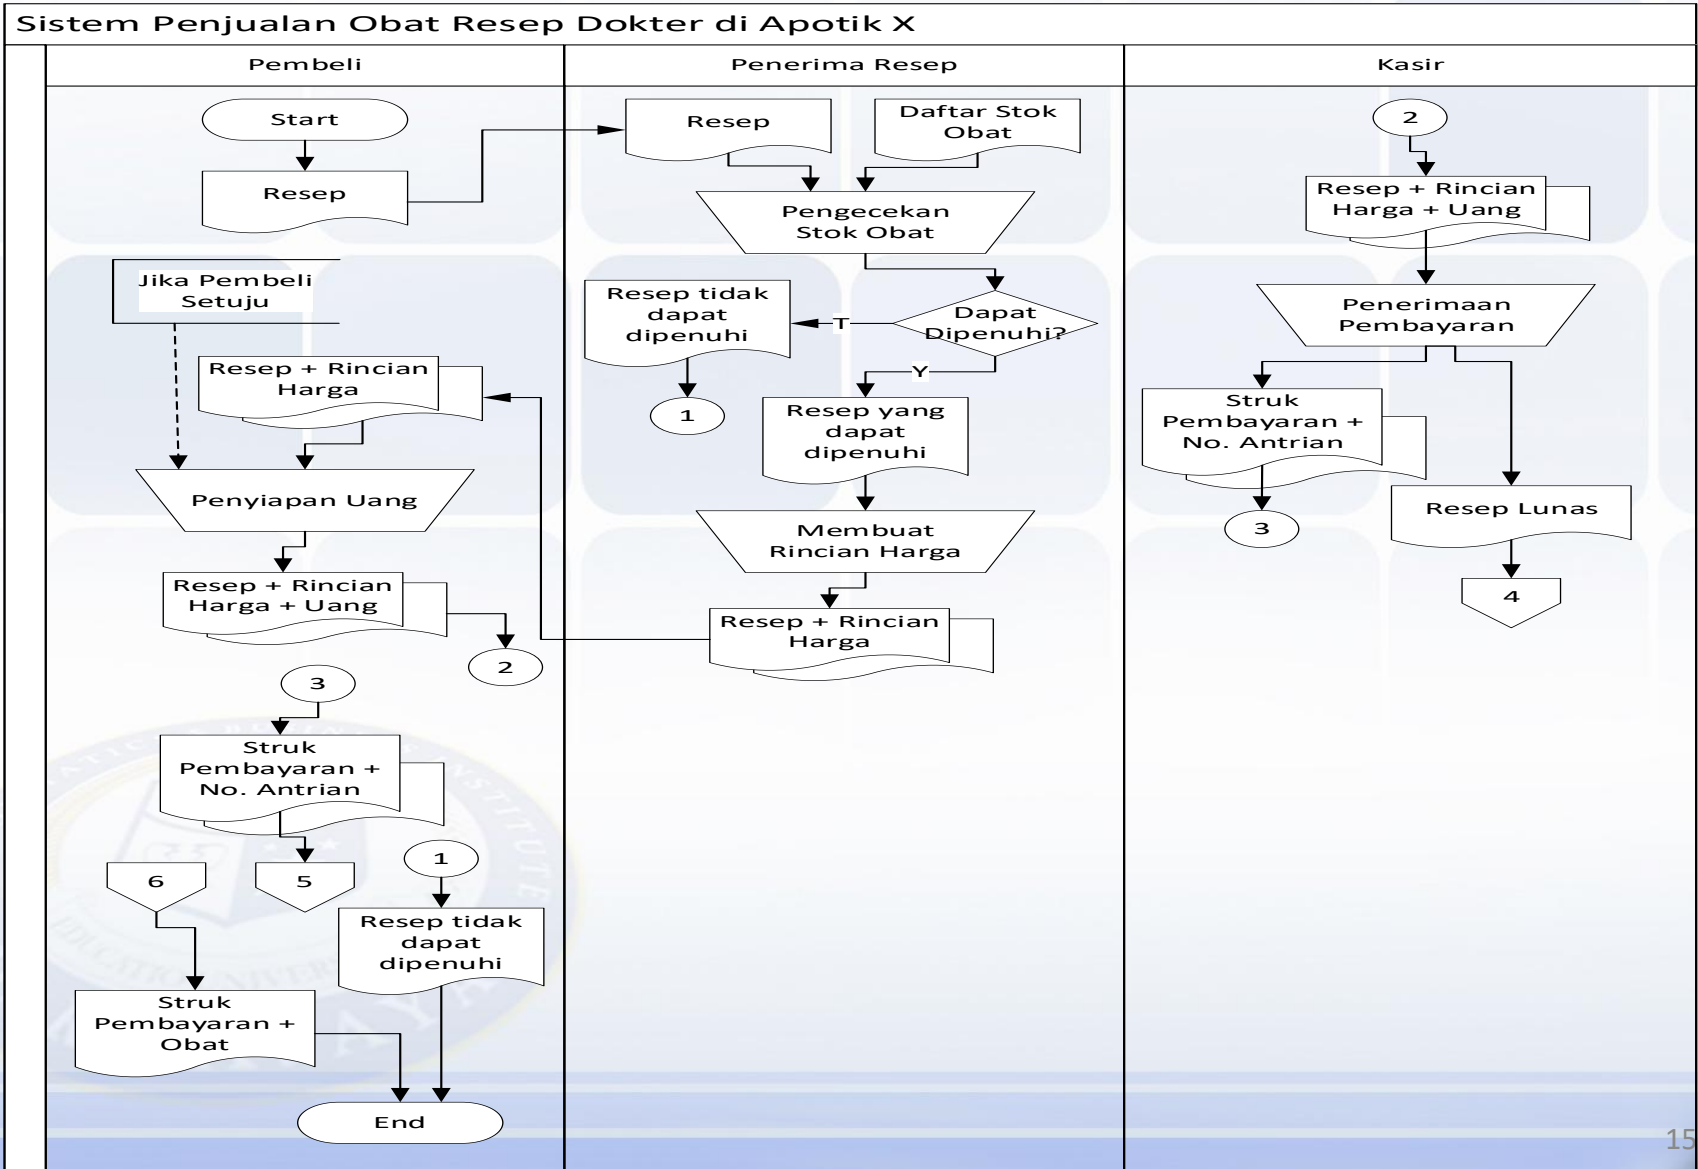 Sistem Penjualan Obat Resep Dokter di Apotik X
Pembeli
Penerima Resep
Kasir
Start
Resep
Jika Pembeli
Setuju
Resep + Rincian
Harga
Penyiapan Uang
Resep + Rincian
Harga + Uang
2
3
Struk
Pembayaran +
No. Antrian
6
5
1
Resep tidak
dapat
dipenuhi
Struk
Pembayaran +
Obat
End
Resep
Daftar Stok
Obat
Pengecekan
Stok Obat
Dapat
Dipenuhi?
T
Resep tidak
dapat
dipenuhi
1
Y
Resep yang
dapat
dipenuhi
Membuat
Rincian Harga
Resep + Rincian
Harga
2
Resep + Rincian
Harga + Uang
Penerimaan
Pembayaran
Struk
Pembayaran +
No. Antrian
3
Resep Lunas
4
15